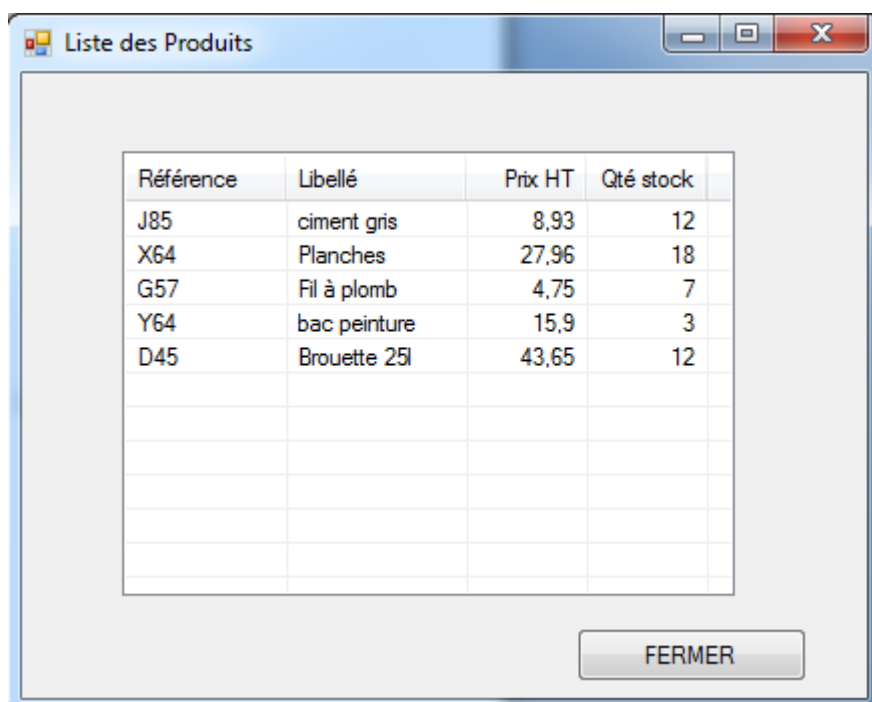 Liste des Produits
Référence Libellé Prix HT Qté stock
J85 ciment gris 8,93 12
X64 Planches 27,96 18
G57 Fil à plomb 4,75 7
Y64 bac peinture 15,9 3
D45 Brouette 25l 43,65 12
FERMER